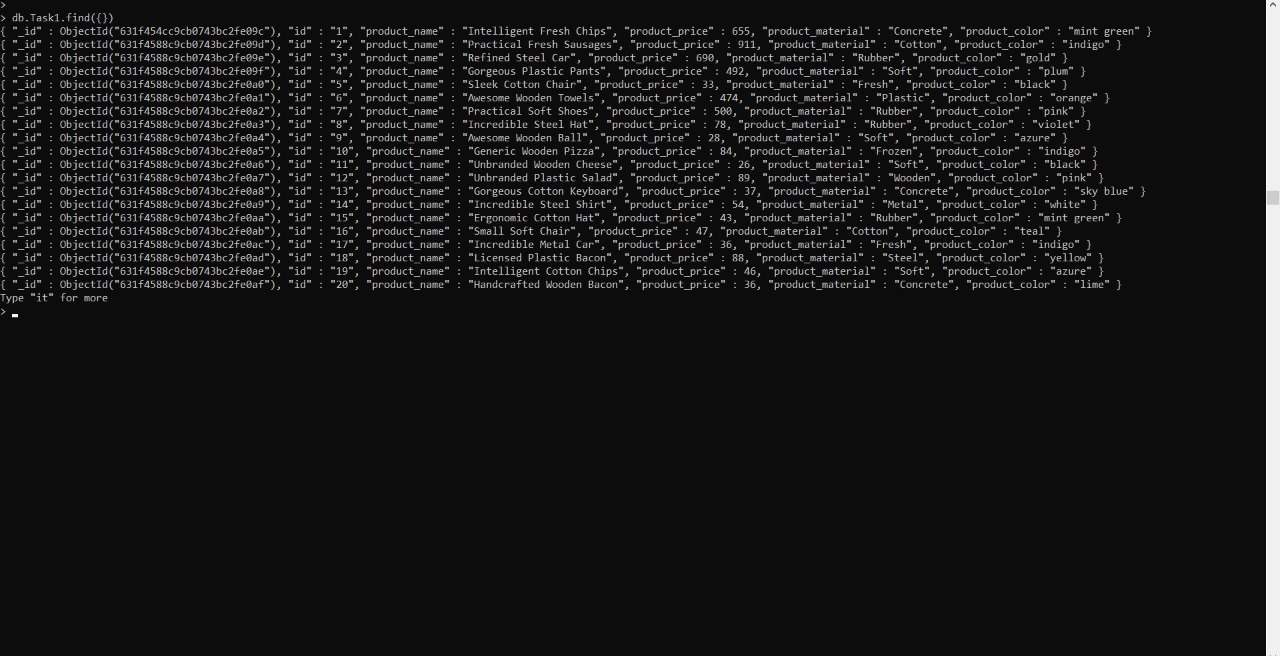 >
> db.Task1.find({})
{ "_id" : ObjectId("631f454cc9cb0743bc2fe09c"), "id" : "1", "product_name" : "Intelligent Fresh Chips", "product_price" : 655, "product_material" : "Concrete", "product_color" : "mint green" }
{ "_id" : ObjectId("631f4588c9cb0743bc2fe09d"), "id" : "2", "product_name" : "Practical Fresh Sausages", "product_price" : 911, "product_material" : "Cotton", "product_color" : "indigo" }
{ "_id" : ObjectId("631f4588c9cb0743bc2fe09e"), "id" : "3", "product_name" : "Refined Steel Car", "product_price" : 690, "product_material" : "Rubber", "product_color" : "gold" }
{ "_id" : ObjectId("631f4588c9cb0743bc2fe09f"), "id" : "4", "product_name" : "Gorgeous Plastic Pants", "product_price" : 492, "product_material" : "Soft", "product_color" : "plum" }
{ "_id" : ObjectId("631f4588c9cb0743bc2fe0a0"), "id" : "5", "product_name" : "Sleek Cotton Chair", "product_price" : 33, "product_material" : "Fresh", "product_color" : "black" }
{ "_id" : ObjectId("631f4588c9cb0743bc2fe0a1"), "id" : "6", "product_name" : "Awesome Wooden Towels", "product_price" : 474, "product_material" : "Plastic", "product_color" : "orange" }
{ "_id" : ObjectId("631f4588c9cb0743bc2fe0a2"), "id" : "7", "product_name" : "Practical Soft Shoes", "product_price" : 500, "product_material" : "Rubber", "product_color" : "pink" }
{ "_id" : ObjectId("631f4588c9cb0743bc2fe0a3"), "id" : "8", "product_name" : "Incredible Steel Hat", "product_price" : 78, "product_material" : "Rubber", "product_color" : "violet" }
{ "_id" : ObjectId("631f4588c9cb0743bc2fe0a4"), "id" : "9", "product_name" : "Awesome Wooden Ball", "product_price" : 28, "product_material" : "Soft", "product_color" : "azure" }
{ "_id" : ObjectId("631f4588c9cb0743bc2fe0a5"), "id" : "10", "product_name" : "Generic Wooden Pizza", "product_price" : 84, "product_material" : "Frozen", "product_color" : "indigo" }
{ "_id" : ObjectId("631f4588c9cb0743bc2fe0a6"), "id" : "11", "product_name" : "Unbranded Wooden Cheese", "product_price" : 26, "product_material" : "Soft", "product_color" : "black" }
{ "_id" : ObjectId("631f4588c9cb0743bc2fe0a7"), "id" : "12", "product_name" : "Unbranded Plastic Salad", "product_price" : 89, "product_material" : "Wooden", "product_color" : "pink" }
{ "_id" : ObjectId("631f4588c9cb0743bc2fe0a8"), "id" : "13", "product_name" : "Gorgeous Cotton Keyboard", "product_price" : 37, "product_material" : "Concrete", "product_color" : "sky blue" }
{ "_id" : ObjectId("631f4588c9cb0743bc2fe0a9"), "id" : "14", "product_name" : "Incredible Steel Shirt", "product_price" : 54, "product_material" : "Metal", "product_color" : "white" }
{ "_id" : ObjectId("631f4588c9cb0743bc2fe0aa"), "id" : "15", "product_name" : "Ergonomic Cotton Hat", "product_price" : 43, "product_material" : "Rubber", "product_color" : "mint green" }
{ "_id" : ObjectId("631f4588c9cb0743bc2fe0ab"), "id" : "16", "product_name" : "Small Soft Chair", "product_price" : 47, "product_material" : "Cotton", "product_color" : "teal" }
{ "_id" : ObjectId("631f4588c9cb0743bc2fe0ac"), "id" : "17", "product_name" : "Incredible Metal Car", "product_price" : 36, "product_material" : "Fresh", "product_color" : "indigo" }
{ "_id" : ObjectId("631f4588c9cb0743bc2fe0ad"), "id" : "18", "product_name" : "Licensed Plastic Bacon", "product_price" : 88, "product_material" : "Steel", "product_color" : "yellow" }
{ "_id" : ObjectId("631f4588c9cb0743bc2fe0ae"), "id" : "19", "product_name" : "Intelligent Cotton Chips", "product_price" : 46, "product_material" : "Soft", "product_color" : "azure" }
{ "_id" : ObjectId("631f4588c9cb0743bc2fe0af"), "id" : "20", "product_name" : "Handcrafted Wooden Bacon", "product_price" : 36, "product_material" : "Concrete", "product_color" : "lime" }
Type "it" for more
>